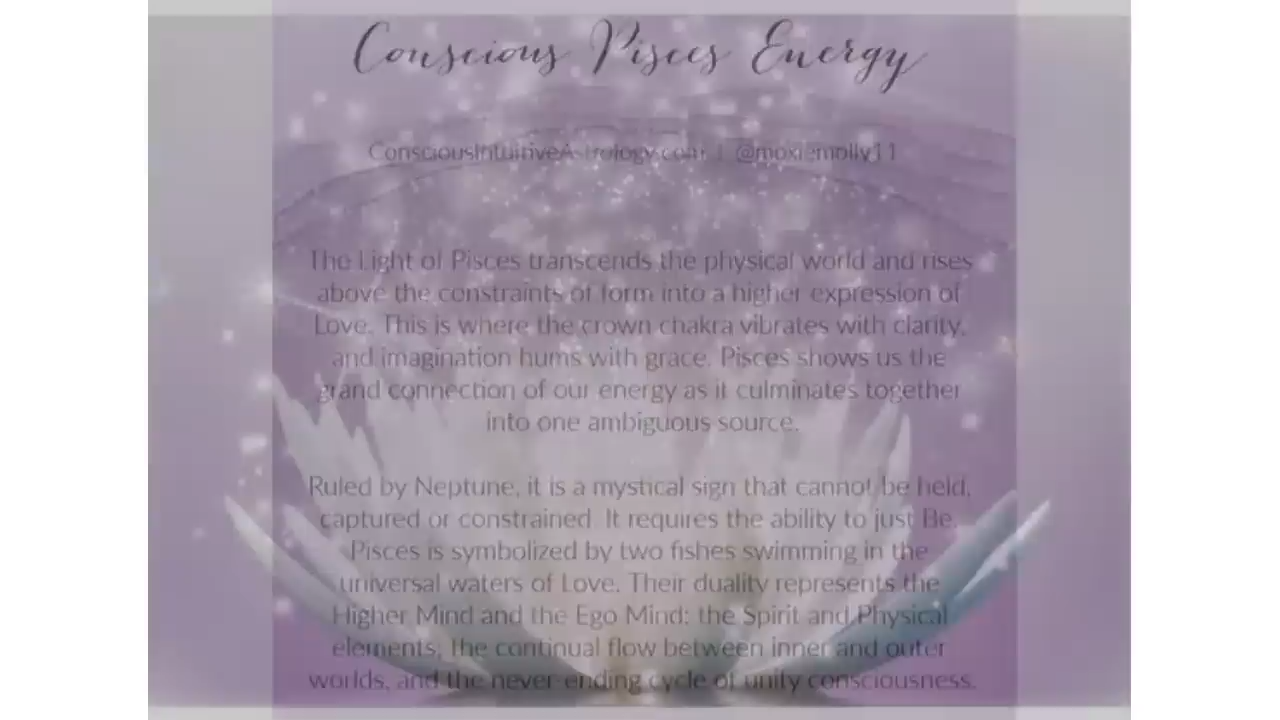 Conscious Pisces Energy
ConsciousIntuitiveAstrology.com | @moxiemolly11
The Light of Pisces transcends the physical world and rises
above the constraints of form into a higher expression of
Love. This is where the crown chakra vibrates with clarity,
and imagination hums with grace. Pisces shows us the
grand connection of our energy as it culminates together
into one ambiguous source.
Ruled by Neptune, it is a mystical sign that cannot be held,
captured or constrained. It requires the ability to just Be.
Pisces is symbolized by two fishes swimming in the
universal waters of Love. Their duality represents the
Higher Mind and the Ego Mind; the Spirit and Physical
elements; the continual flow between inner and outer
worlds, and the never ending cycle of unity consciousness.